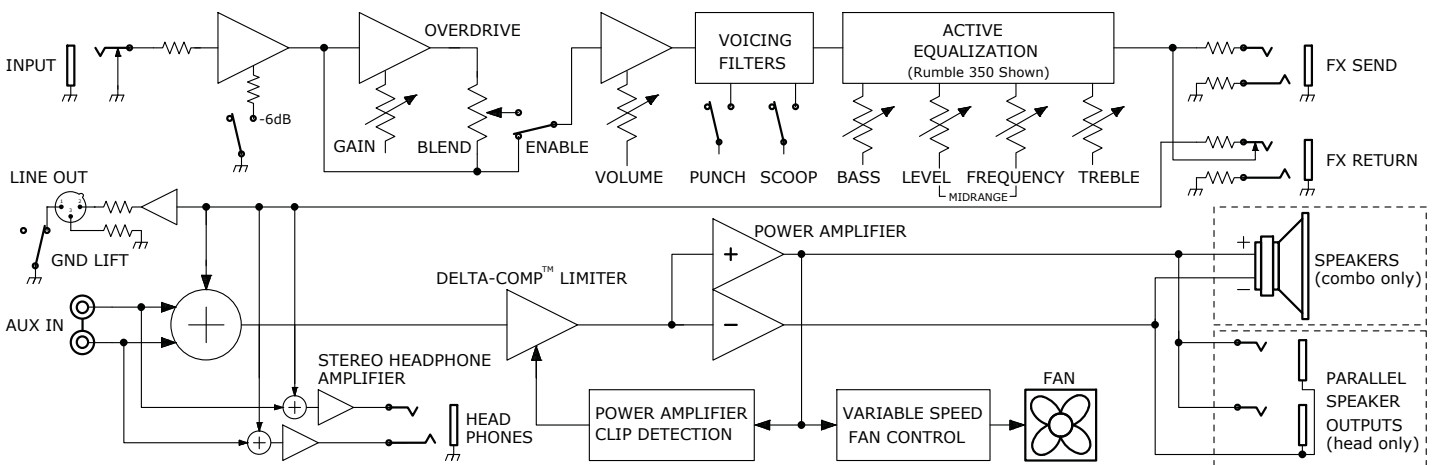 OVERDRIVE
INPUT
-6dB
GAIN
BLEND
ENABLE
VOLUME
VOICING
FILTERS
PUNCH
SCOOP
ACTIVE
EQUALIZATION
(Rumble 350 Shown)
BASS
LEVEL
FREQUENCY
MIDRANGE
TREBLE
FX SEND
FX RETURN
LINE OUT
1
2
3
GND LIFT
AUX IN
DELTA-COMP™ LIMITER
POWER AMPLIFIER
+
−
+
−
SPEAKERS
(combo only)
STEREO HEADPHONE
AMPLIFIER
HEAD
PHONES
POWER AMPLIFIER
CLIP DETECTION
VARIABLE SPEED
FAN CONTROL
FAN
PARALLEL
SPEAKER
OUTPUTS
(head only)